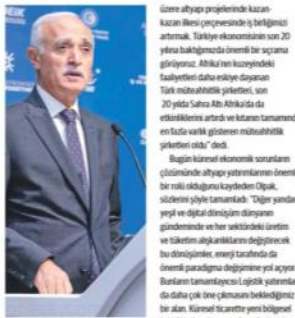 DEİK
üzere altyapı projelerinde kazan-
kazan ilkesi çerçevesinde iş birliğimizi
artırmak. Türkiye ekonomisinin son 20
yılına baktığımızda önemli bir sıçrama
görüyoruz. Afrika'nın kuzeyindeki
faaliyetleri daha eskiye dayanan
Türk müteahhitlik şirketleri, son
20 yılda Sahra Altı Afrika'da da
etkinliklerini artırdı ve kıtanın tamamında
en fazla varlık gösteren müteahhitlik
şirketleri oldu" dedi.
Bugün küresel ekonomik sorunların
çözümünde altyapı yatırımlarının önemli
bir rolü olduğunu kaydeden Olpak,
sözlerini şöyle tamamladı: "Diğer yandan
yeşil ve dijital dönüşüm dünyanın
gündeminde ve her sektördeki üretim
ve tüketim alışkanlıklarını değiştirecek
bu dönüşümler, enerji tarafında da
önemli paradigma değişimine yol açıyor.
Bunların tamamlayıcısı Lojistik yatırımları
da daha çok öne çıkmasını beklediğimiz
bir alan. Küresel ticarette yeni bölgesel